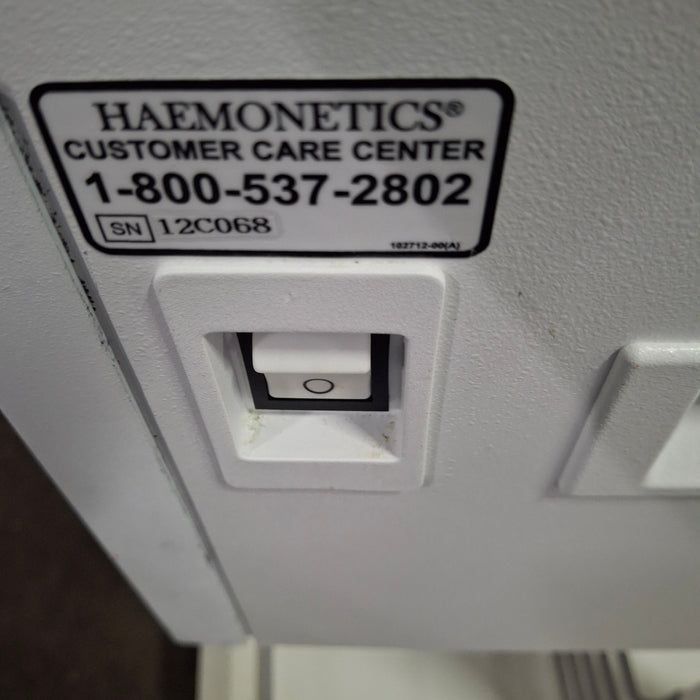 HAEMONETICS®
CUSTOMER CARE CENTER
1-800-537-2802
SN 12C068
102712-00(A)